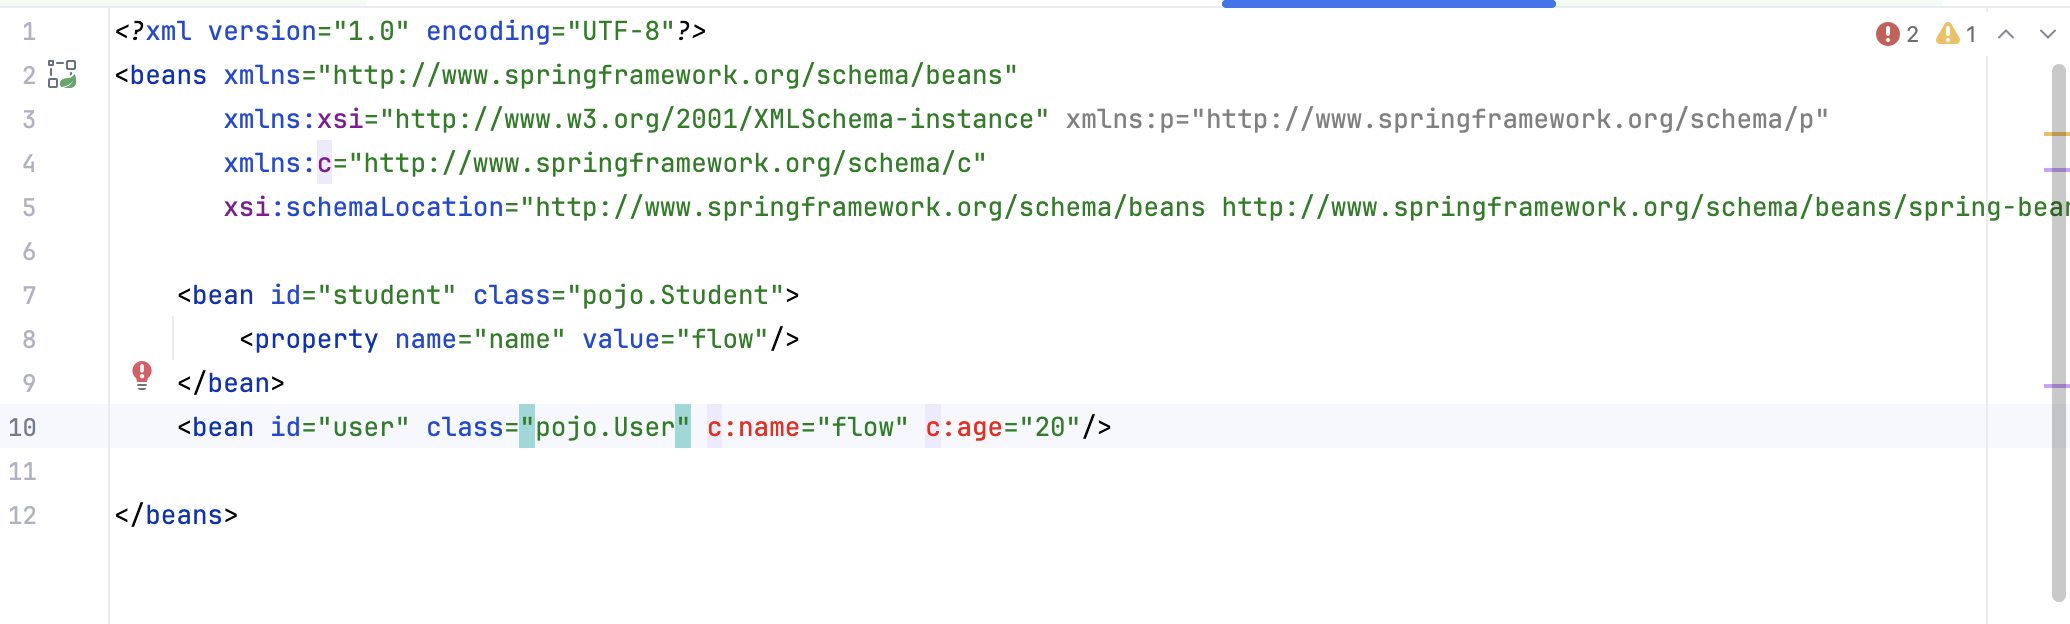 1 <?xml version="1.0" encoding="UTF-8"?> 2 1
2 <beans xmlns="http://www.springframework.org/schema/beans"
3 xmlns:xsi="http://www.w3.org/2001/XMLSchema-instance" xmlns:p="http://www.springframework.org/schema/p"
4 xmlns:c="http://www.springframework.org/schema/c"
5 xsi:schemaLocation="http://www.springframework.org/schema/beans http://www.springframework.org/schema/beans/spring-bean
6
7 <bean id="student" class="pojo.Student">
8 <property name="name" value="flow"/>
9 </bean>
10 <bean id="user" class="pojo.User" c:name="flow" c:age="20"/>
11
12 </beans>